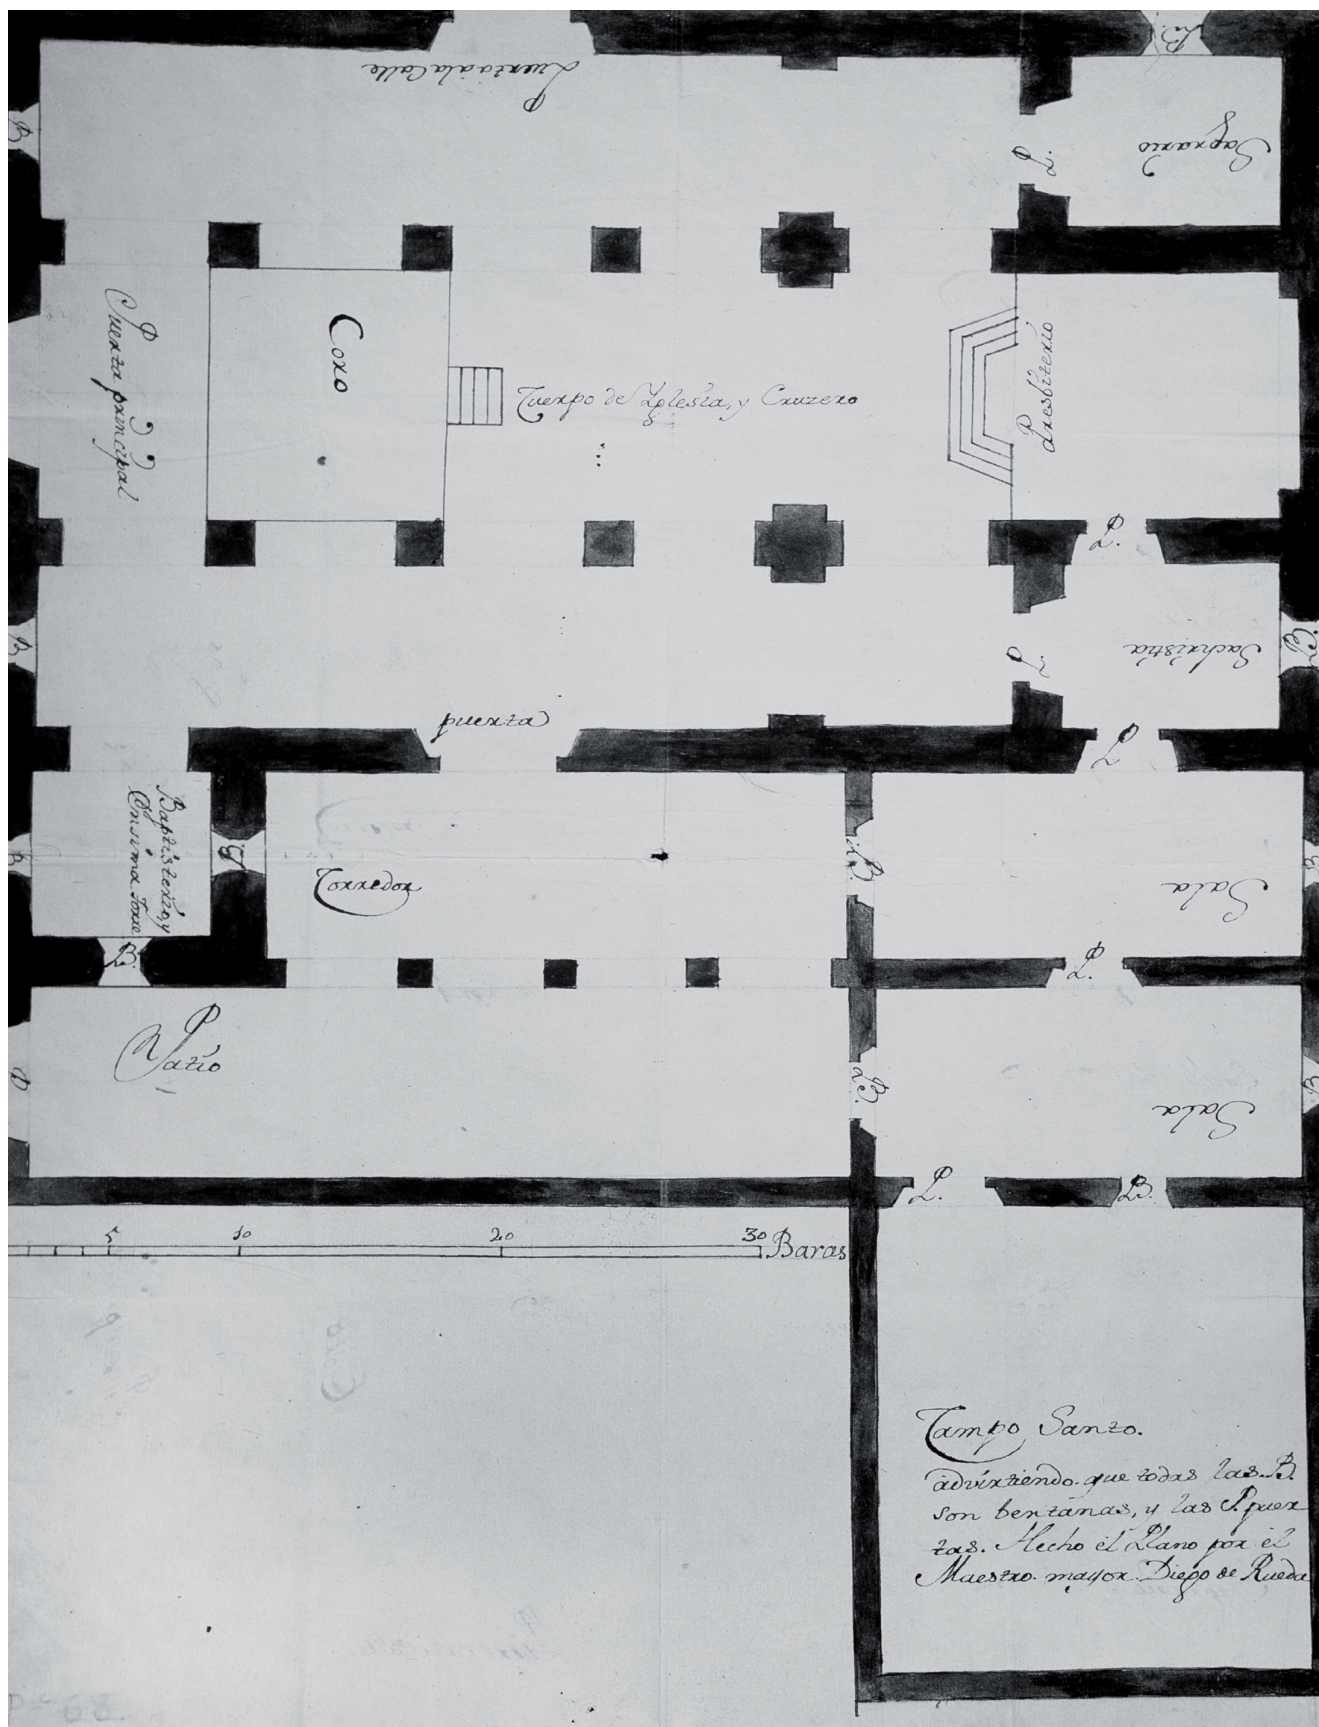 Puerta à la Calle
B.
B
P.
Sagrario
Puerta principal
Coro
Cuerpo de Yglesia, y Cruzero
Presbiterio
P.
B
P.
Sachristia
B.
puerta
P.
Baptisterio, y
Ensima torre
B
B.
B.
Corredor
B.
Sala
B.
P.
Patio
P
B.
Sala
B.
P.
B.
5 10 20 30 Baras
Campo Santo.
advirtiendo. que todas las. B.
son bentanas, y las P. puer
tas. Hecho el Plano por el
Maestro. mayor. Diego de Rueda